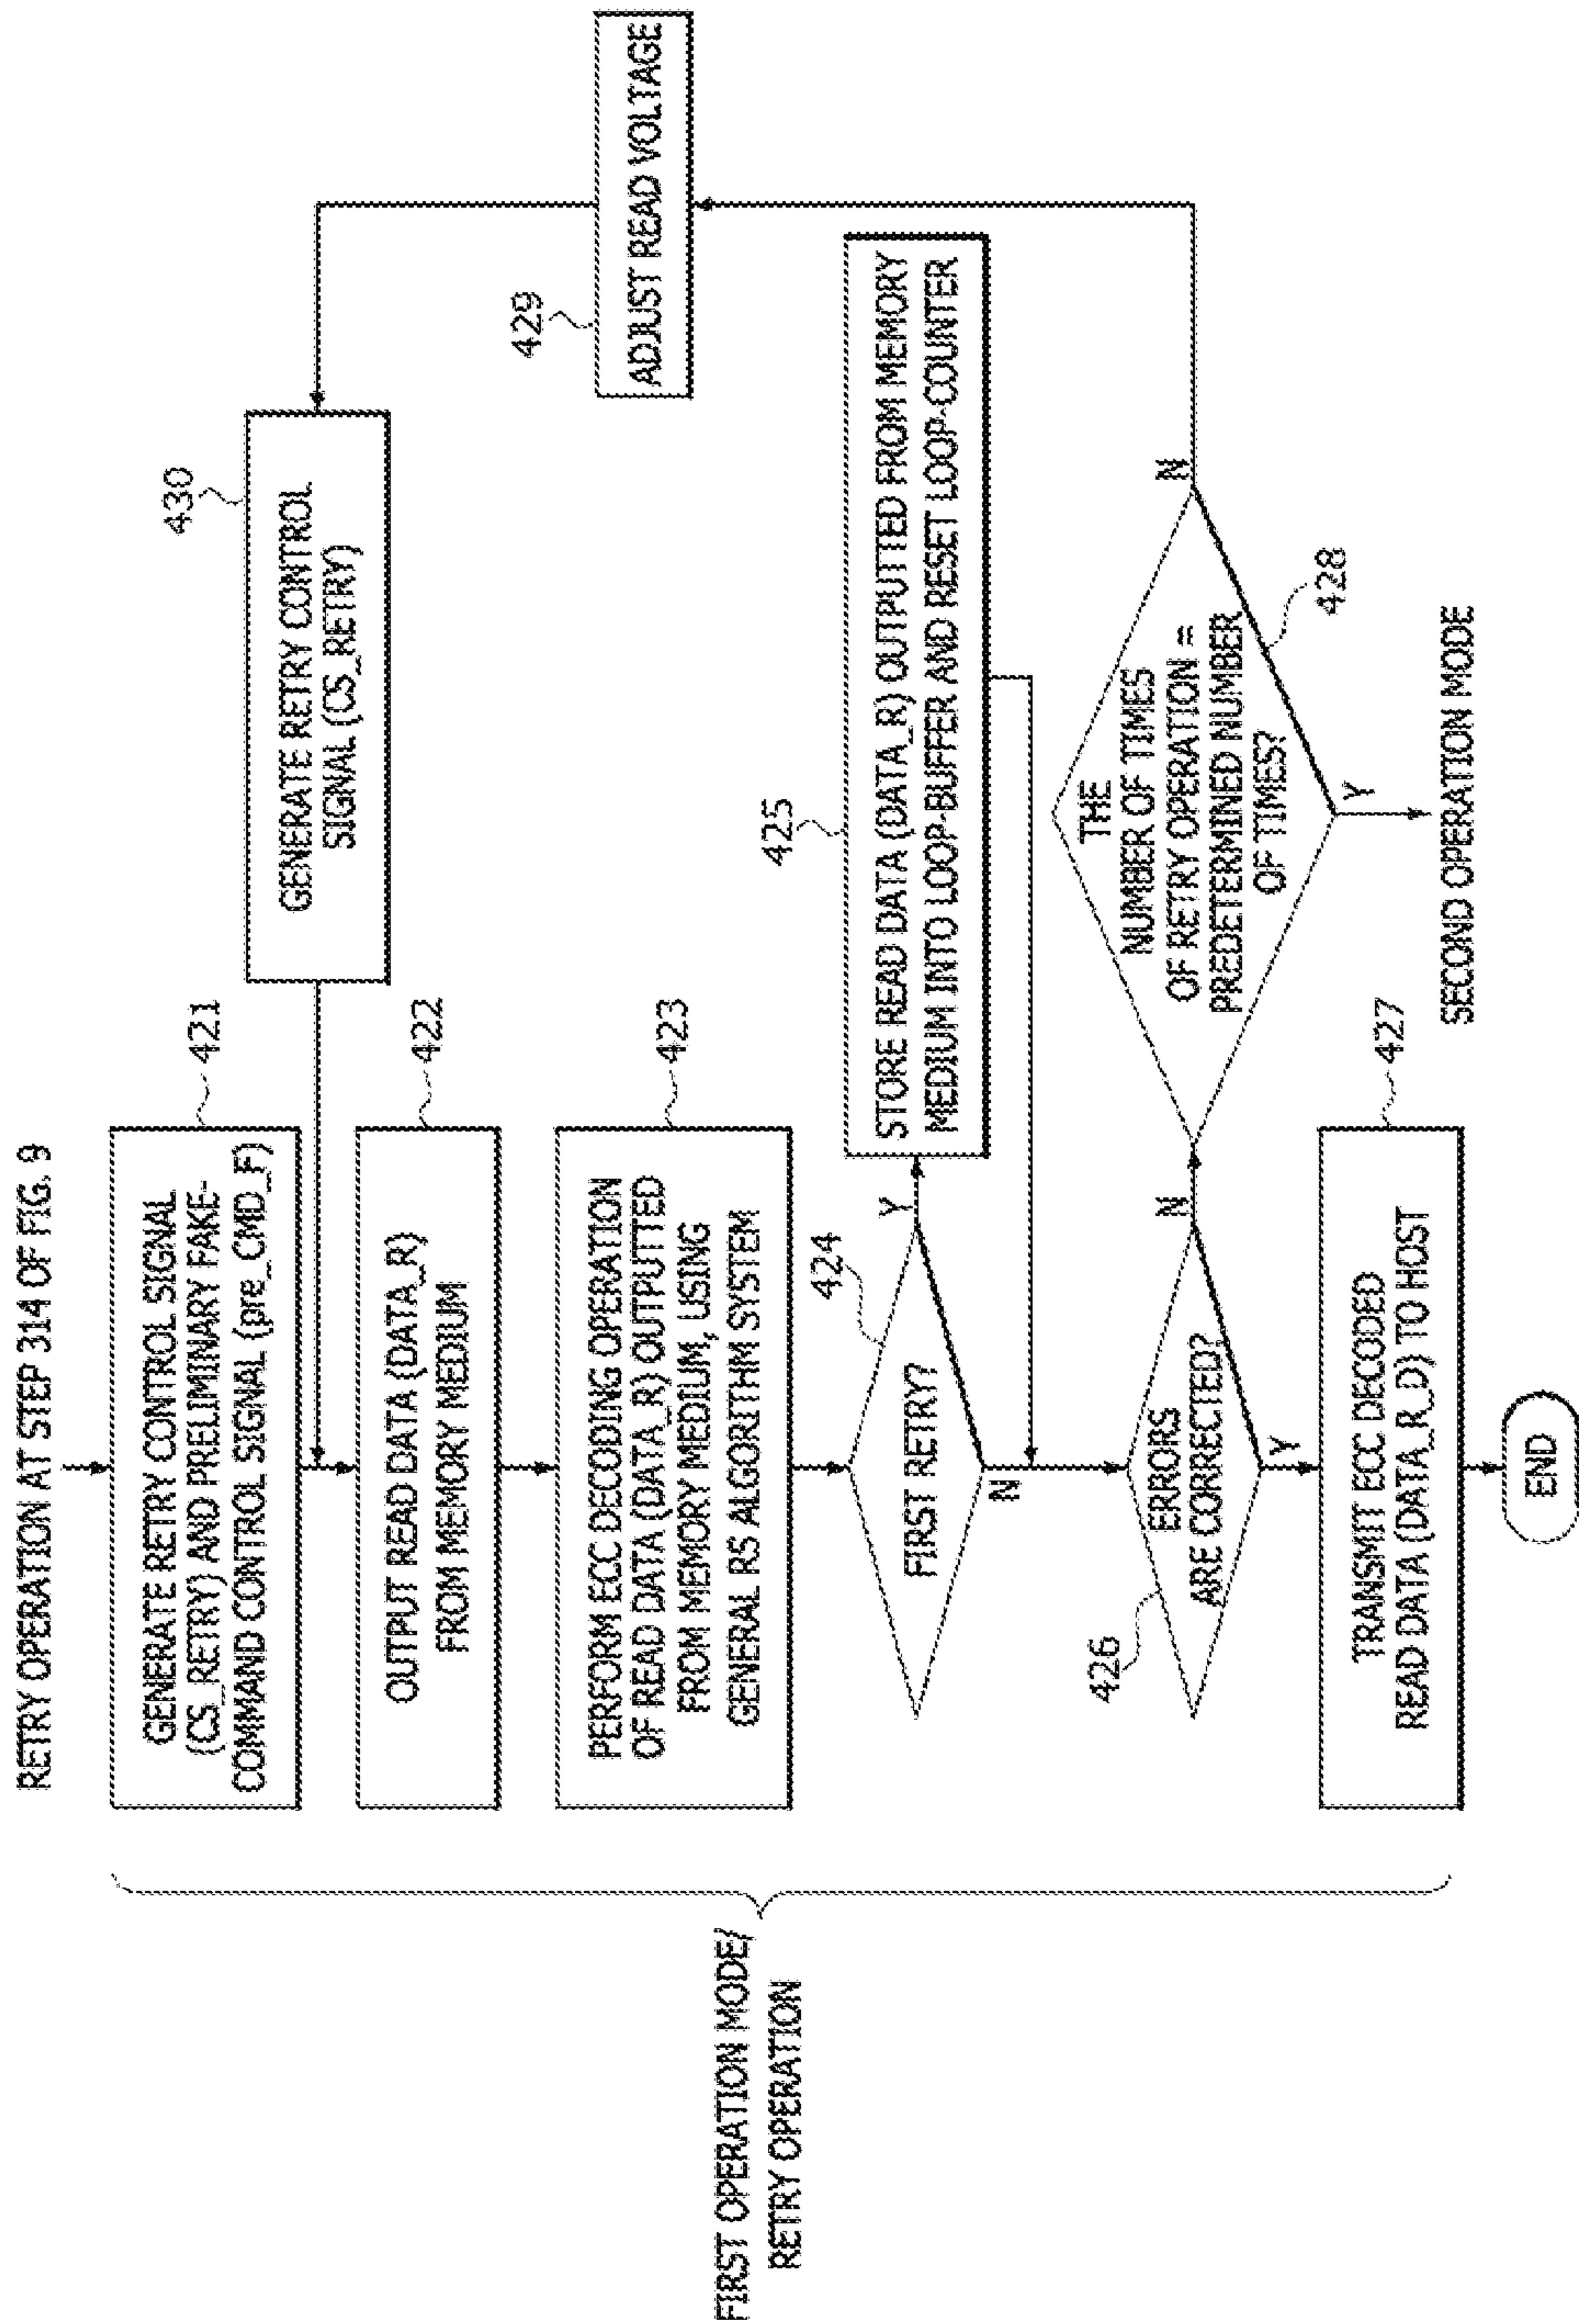 RETRY OPERATION AT STEP 314 OF FIG. 9
GENERATE RETRY CONTROL SIGNAL
(CS_RETRY) AND PRELIMINARY FAKE-
COMMAND CONTROL SIGNAL (pre_CMD_F)
421
OUTPUT READ DATA (DATA_R)
FROM MEMORY MEDIUM
422
PERFORM ECC DECODING OPERATION
OF READ DATA (DATA_R) OUTPUTTED
FROM MEMORY MEDIUM, USING
GENERAL RS ALGORITHM SYSTEM
423
FIRST RETRY?
424
Y
N
STORE READ DATA (DATA_R) OUTPUTTED FROM MEMORY
MEDIUM INTO LOOP-BUFFER AND RESET LOOP-COUNTER
425
ERRORS
ARE CORRECTED?
426
N
Y
TRANSMIT ECC DECODED
READ DATA (DATA_R_D) TO HOST
427
END
THE
NUMBER OF TIMES
OF RETRY OPERATION =
PREDETERMINED NUMBER
OF TIMES?
428
N
Y
SECOND OPERATION MODE
ADJUST READ VOLTAGE
429
GENERATE RETRY CONTROL
SIGNAL (CS_RETRY)
430
FIRST OPERATION MODE/
RETRY OPERATION